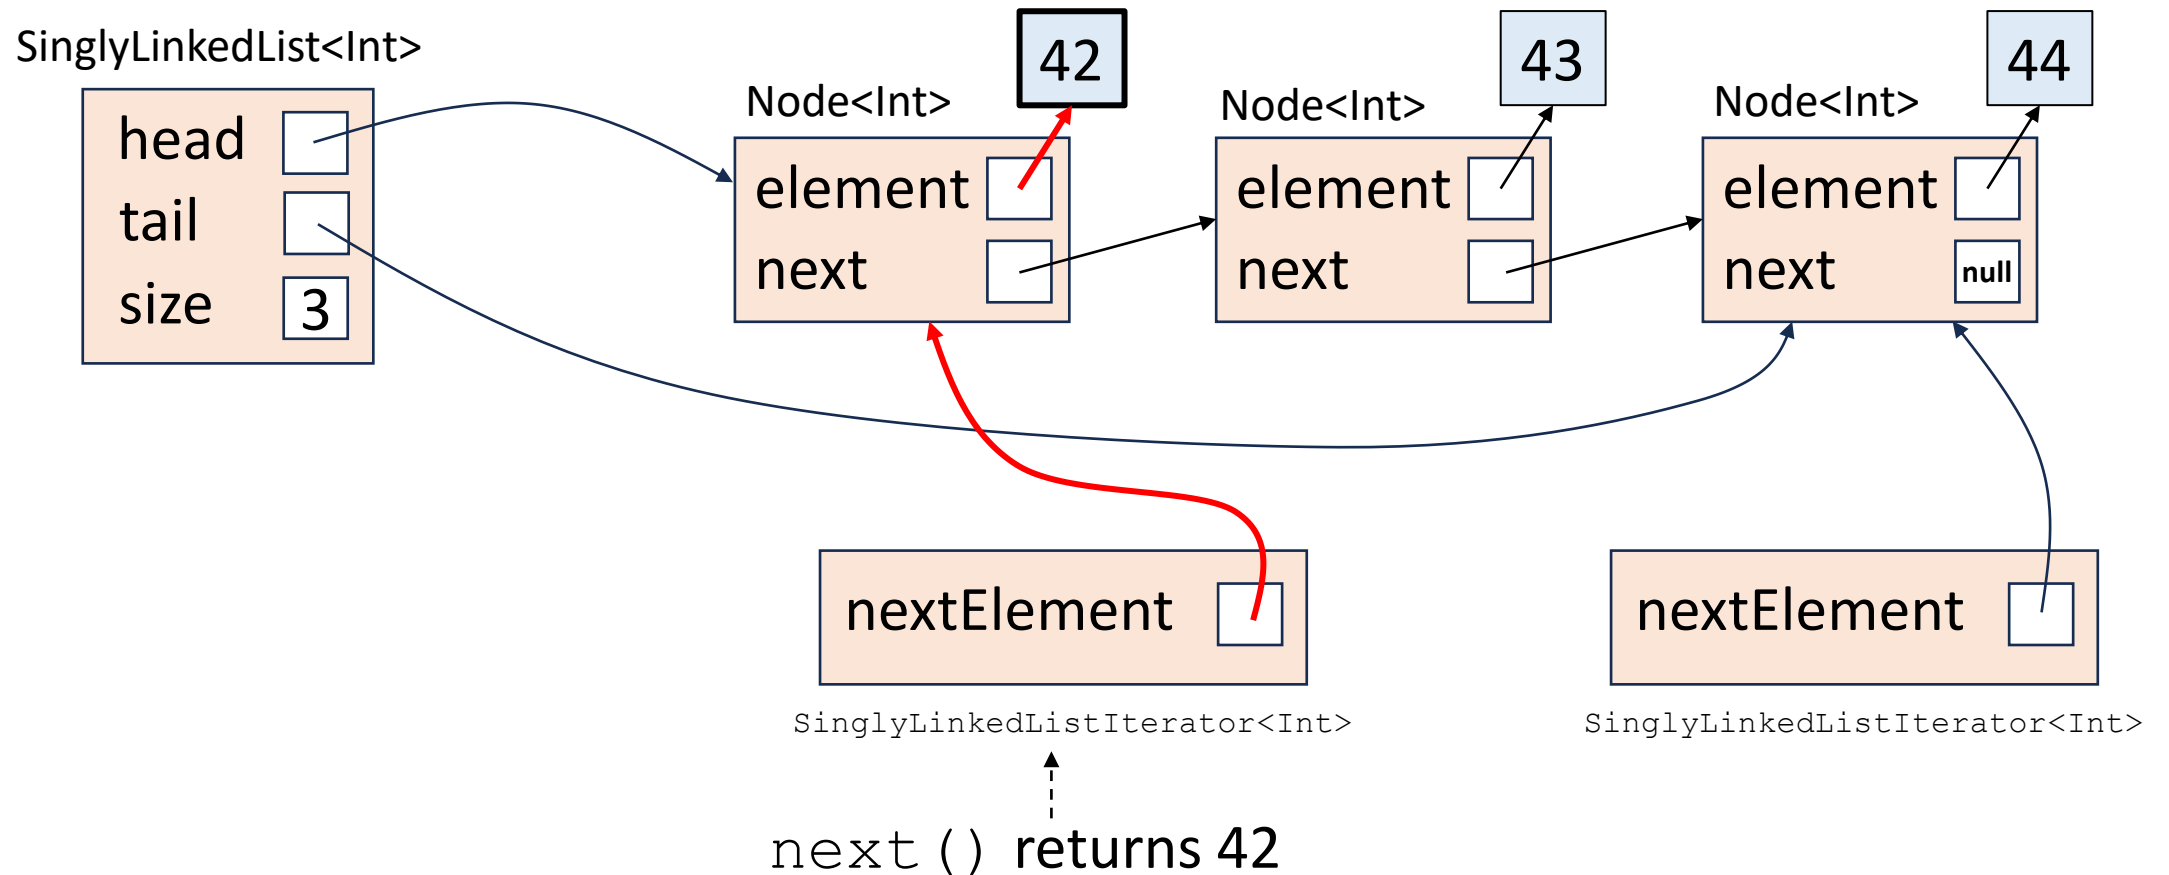 SinglyLinkedList<Int>
head
tail
size 3
Node<Int>
42
element
next
Node<Int>
43
element
next
Node<Int>
44
element
next null
nextElement
SinglyLinkedListIterator<Int>
next() returns 42
nextElement
SinglyLinkedListIterator<Int>